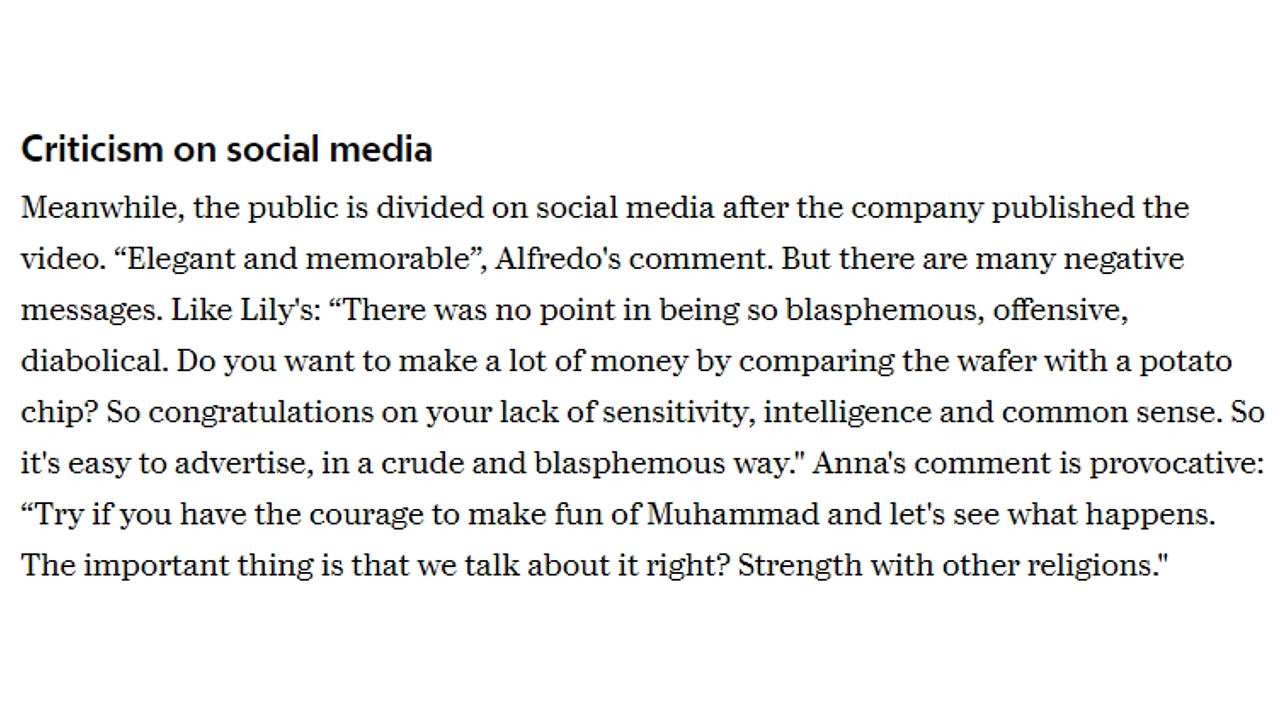 Criticism on social media
Meanwhile, the public is divided on social media after the company published the
video. “Elegant and memorable”, Alfredo's comment. But there are many negative
messages. Like Lily's: “There was no point in being so blasphemous, offensive,
diabolical. Do you want to make a lot of money by comparing the wafer with a potato
chip? So congratulations on your lack of sensitivity, intelligence and common sense. So
it's easy to advertise, in a crude and blasphemous way." Anna's comment is provocative:
“Try if you have the courage to make fun of Muhammad and let's see what happens.
The important thing is that we talk about it right? Strength with other religions."